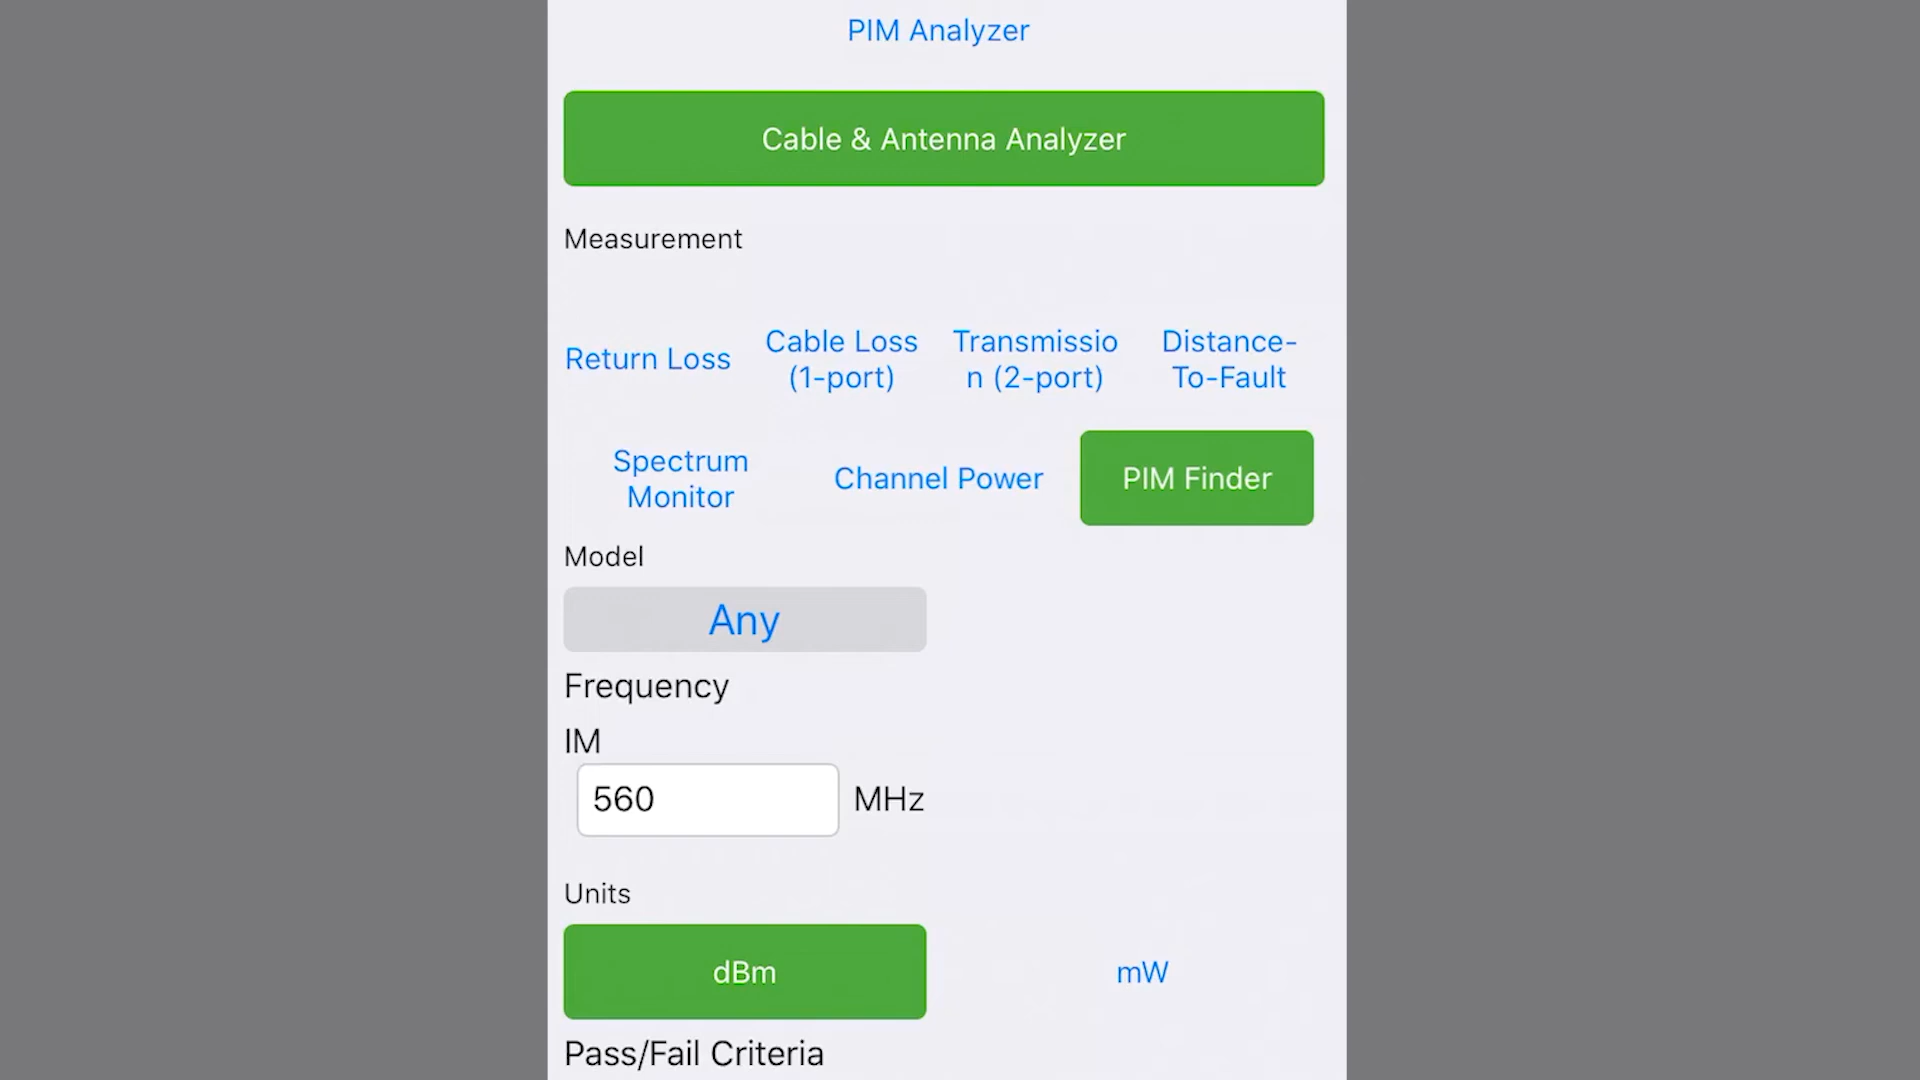 PIM Analyzer
Cable & Antenna Analyzer
Measurement
Return Loss
Cable Loss
(1-port)
Transmissio
n (2-port)
Distance-
To-Fault
Spectrum
Monitor
Channel Power
PIM Finder
Model
Any
Frequency
IM
560 MHz
Units
dBm
mW
Pass/Fail Criteria